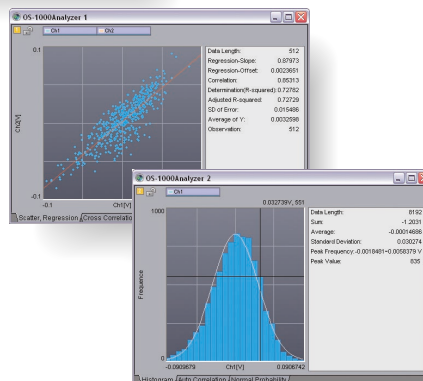 OS-1000Analyzer 1
Ch1 Ch2
0.1
Ch2[V]
-0.1
-0.1 Ch1[V]
Data Length: 512
Regression-Slope: 0.87973
Regression-Offset: 0.0023651
Correlation: 0.85313
Determination(R-squared): 0.72782
Adjusted R-squared: 0.72729
SD of Error: 0.015486
Average of Y: 0.0032598
Observation: 512
Scatter, Regression Cross Correlatio
OS-1000Analyzer 2
Ch1
0.032739V, 551
1000
Frequence
0
-0.0909679 Ch1[V] 0.0906742
Data Length: 8192
Sum: -1.2031
Average: -0.00014686
Standard Deviation: 0.030274
Peak Frequency: -0.0018481~0.0058379 V
Peak Value: 835
Histogram Auto Correlation Normal Probability